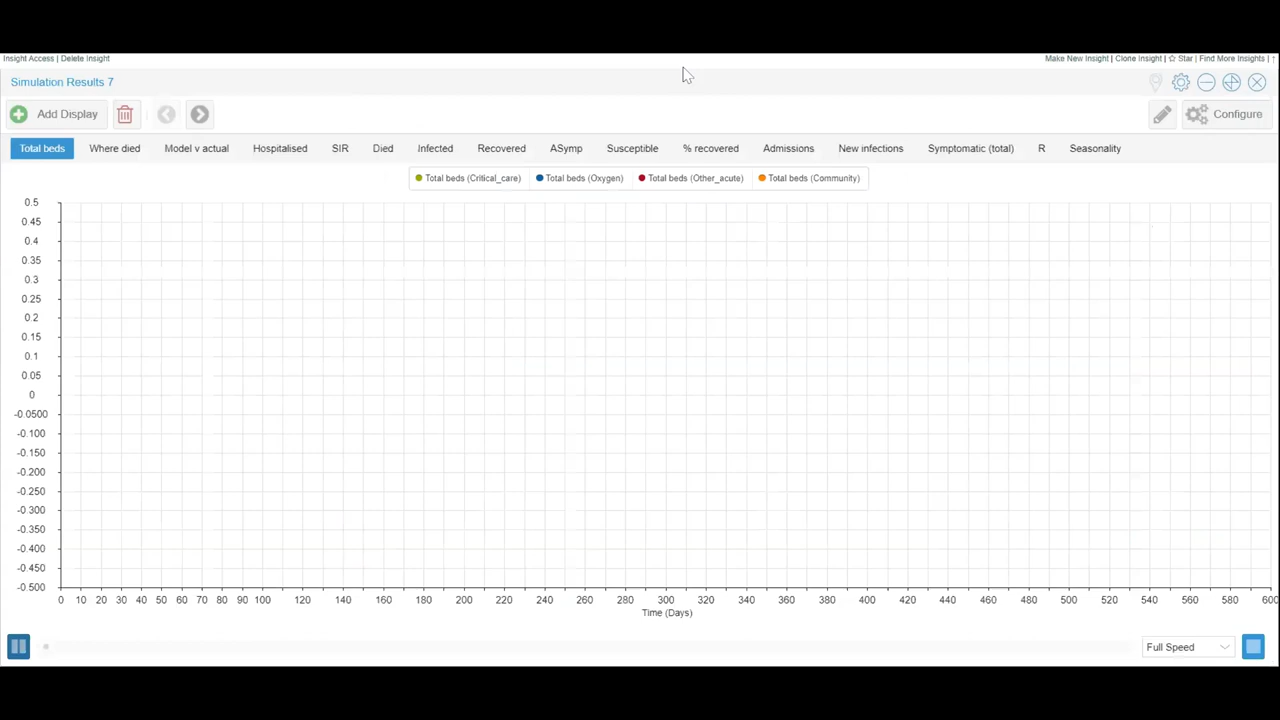 Insight Access | Delete Insight
Make New Insight | Clone Insight | ☆ Star | Find More Insights |
Simulation Results 7
Add Display
Configure
Total beds Where died Model v actual Hospitalised SIR Died Infected Recovered ASymp Susceptible % recovered Admissions New infections Symptomatic (total) R Seasonality
Total beds (Critical_care) Total beds (Oxygen) Total beds (Other_acute) Total beds (Community)
0.5
0.45
0.4
0.35
0.3
0.25
0.2
0.15
0.1
0.05
0
-0.0500
-0.100
-0.150
-0.200
-0.250
-0.300
-0.350
-0.400
-0.450
-0.500
0 10 20 30 40 50 60 70 80 90 100 120 140 160 180 200 220 240 260 280 300 320 340 360 380 400 420 440 460 480 500 520 540 560 580 600
Time (Days)
Full Speed